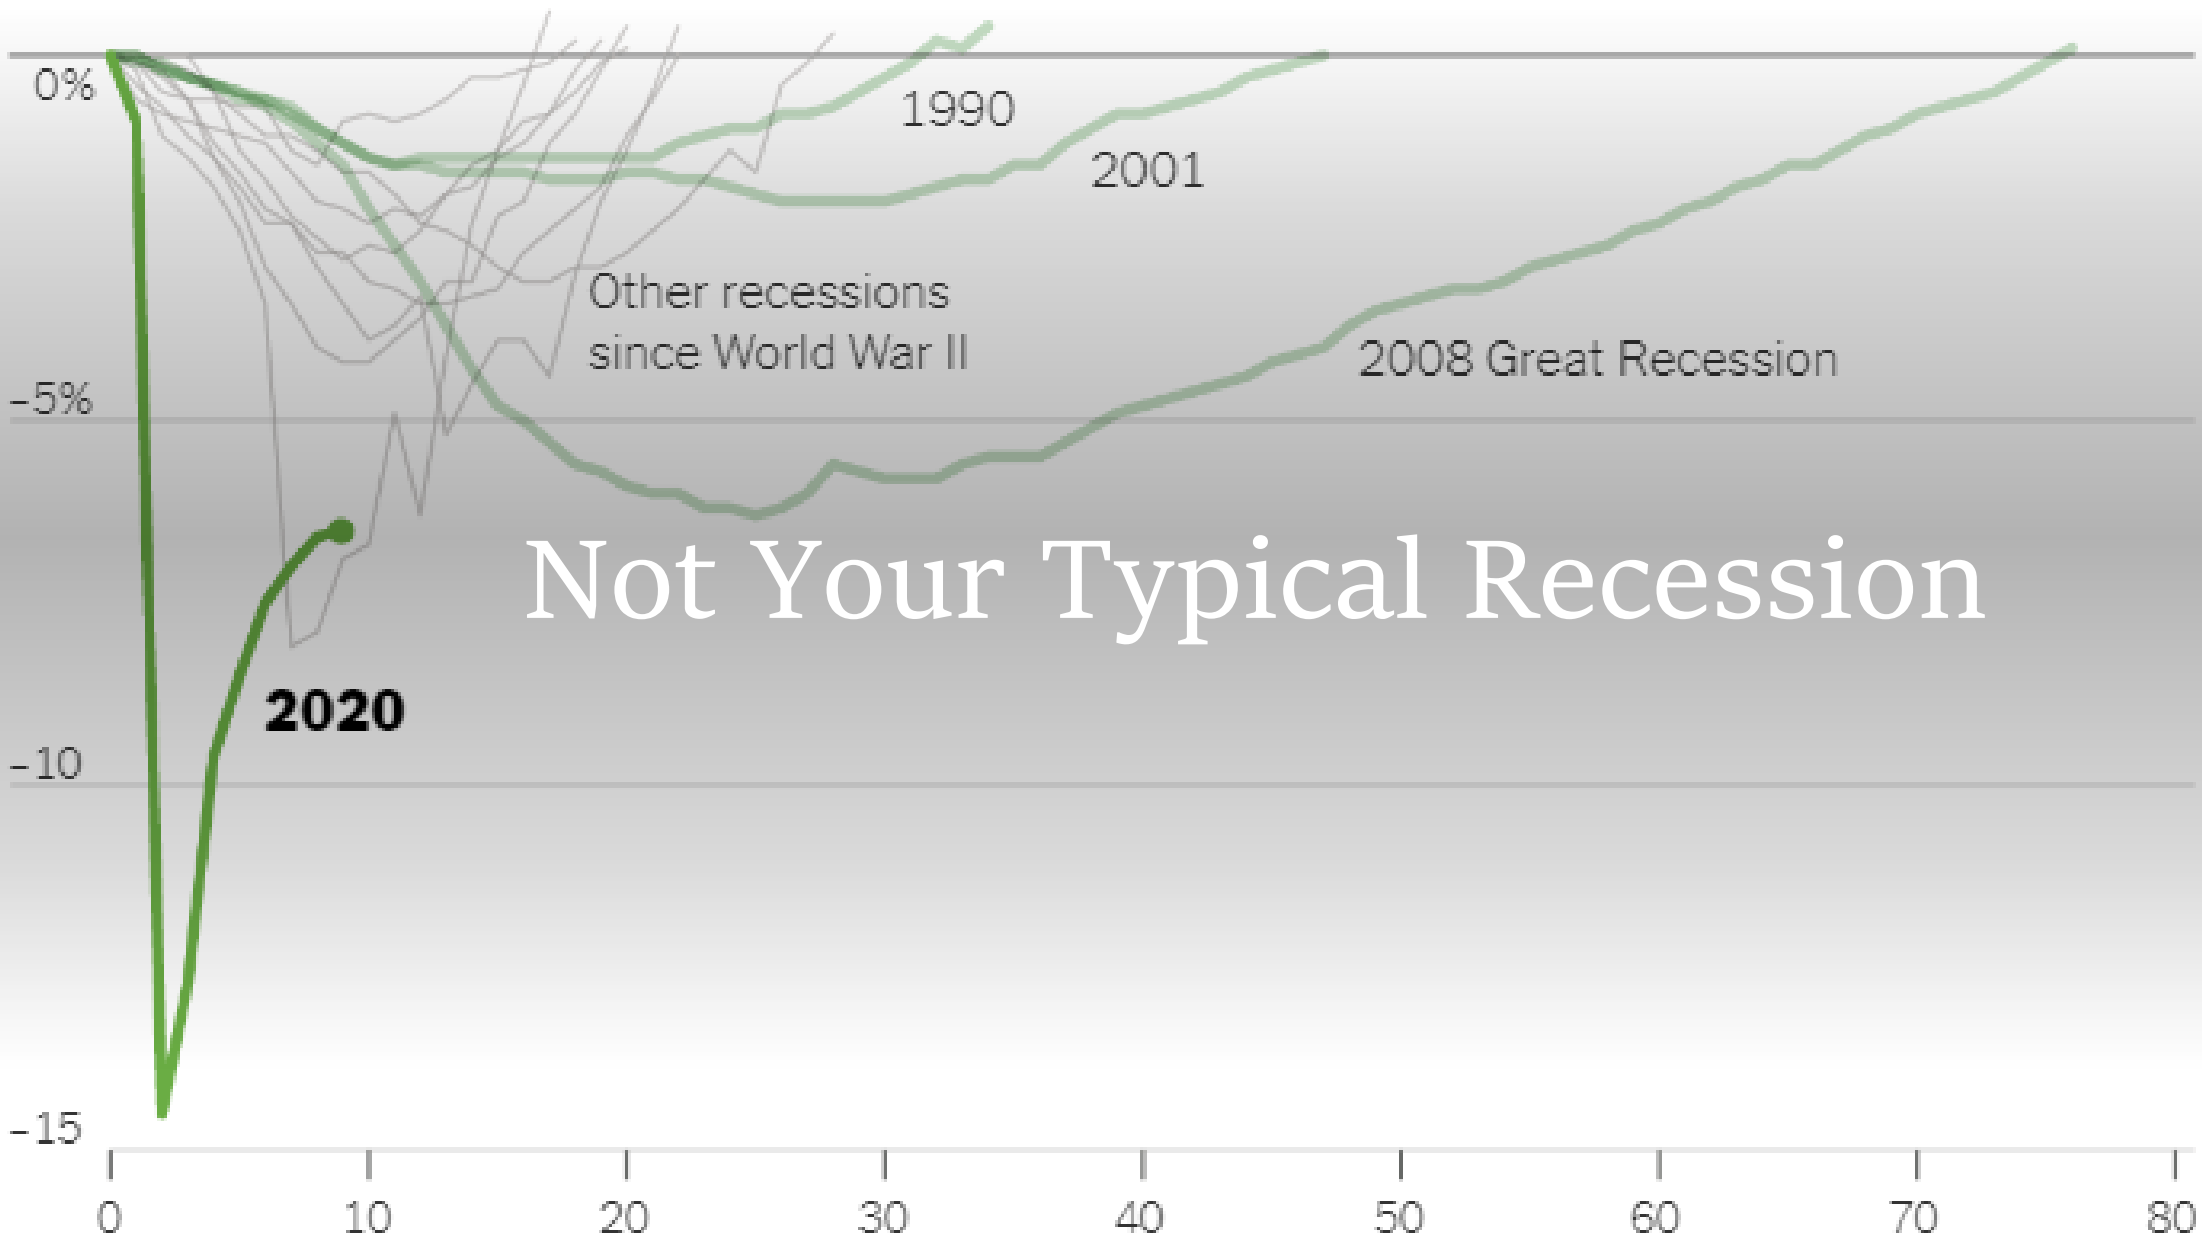 0%
1990
2001
Other recessions
since World War II
2008 Great Recession
–5%
Not Your Typical Recession
2020
–10
–15
0 10 20 30 40 50 60 70 80